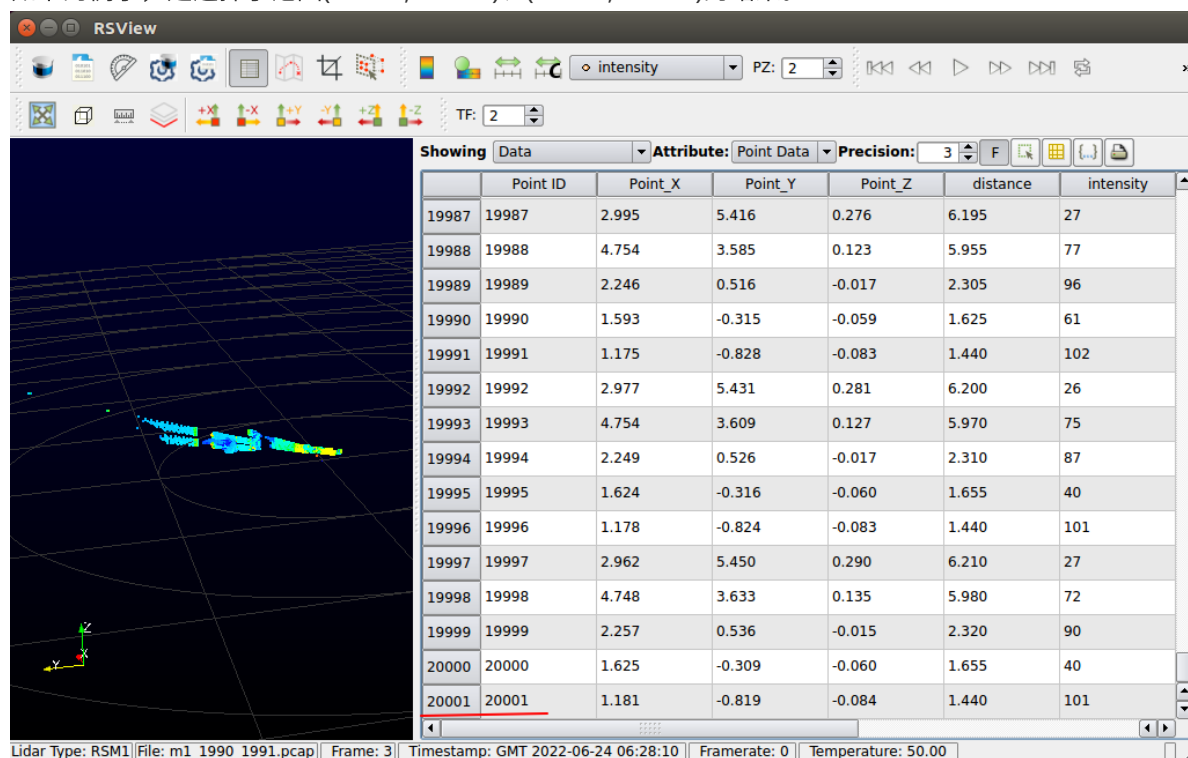 RSView
intensity PZ: 2
+X -X +Y -Y +Z -Z TF: 2
Showing Data Attribute: Point Data Precision: 3 F {...}
Point ID Point_X Point_Y Point_Z distance intensity
19987 19987 2.995 5.416 0.276 6.195 27
19988 19988 4.754 3.585 0.123 5.955 77
19989 19989 2.246 0.516 -0.017 2.305 96
19990 19990 1.593 -0.315 -0.059 1.625 61
19991 19991 1.175 -0.828 -0.083 1.440 102
19992 19992 2.977 5.431 0.281 6.200 26
19993 19993 4.754 3.609 0.127 5.970 75
19994 19994 2.249 0.526 -0.017 2.310 87
19995 19995 1.624 -0.316 -0.060 1.655 40
19996 19996 1.178 -0.824 -0.083 1.440 101
19997 19997 2.962 5.450 0.290 6.210 27
19998 19998 4.748 3.633 0.135 5.980 72
19999 19999 2.257 0.536 -0.015 2.320 90
20000 20000 1.625 -0.309 -0.060 1.655 40
20001 20001 1.181 -0.819 -0.084 1.440 101
Z
Y X
Lidar Type: RSM1 File: m1_1990_1991.pcap Frame: 3 Timestamp: GMT 2022-06-24 06:28:10 Framerate: 0 Temperature: 50.00